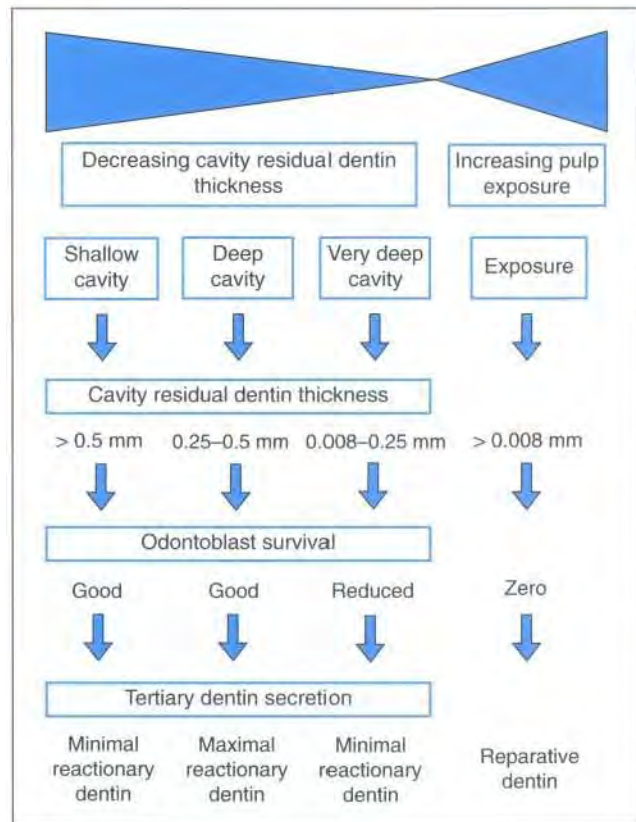 Decreasing cavity residual dentin
thickness
Increasing pulp
exposure
Shallow
cavity
Deep
cavity
Very deep
cavity
Exposure
Cavity residual dentin thickness
> 0.5 mm
0.25–0.5 mm
0.008–0.25 mm
> 0.008 mm
Odontoblast survival
Good
Good
Reduced
Zero
Tertiary dentin secretion
Minimal
reactionary
dentin
Maximal
reactionary
dentin
Minimal
reactionary
dentin
Reparative
dentin